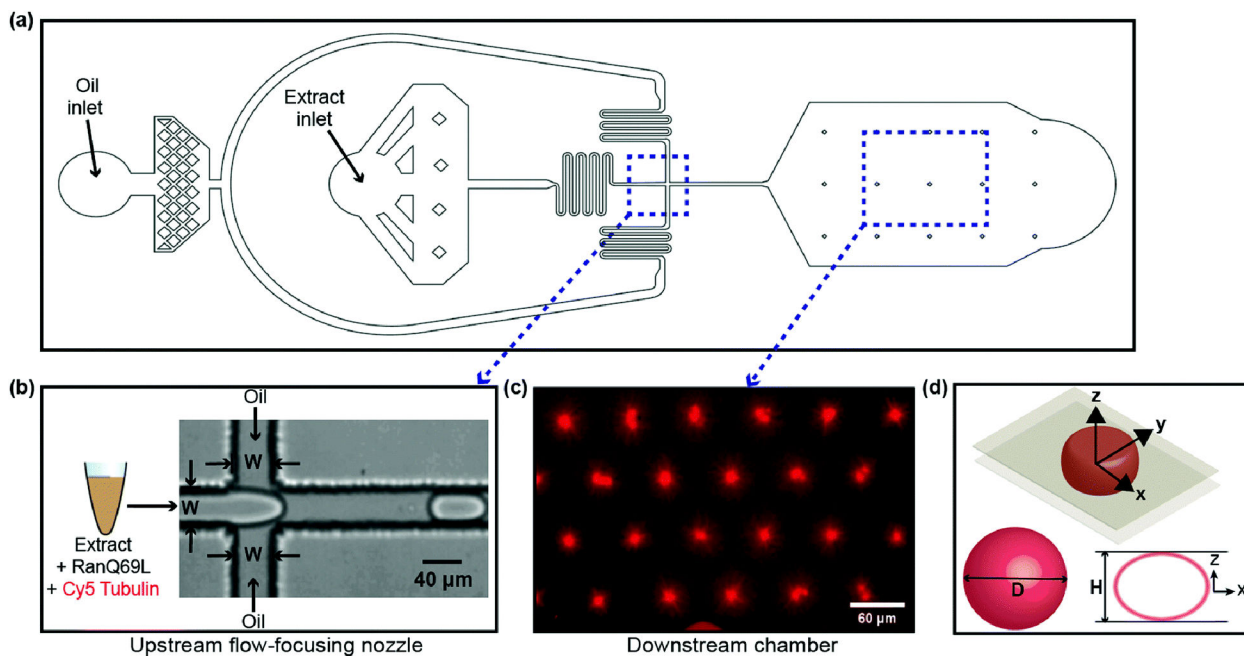 (a)
Oil
inlet
Extract
inlet
(b)
Oil
W
W
W
Extract
+ RanQ69L
+ Cy5 Tubulin
40 µm
Oil
Upstream flow-focusing nozzle
(c)
60 µm
Downstream chamber
(d)
z
y
x
D
H
z
x